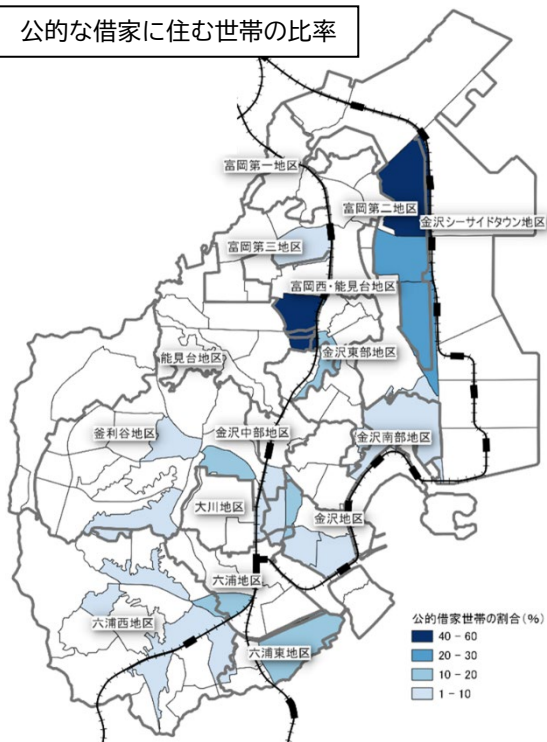 公的な借家に住む世帯の比率
富岡第一地区
富岡第二地区
金沢シーサイドタウン地区
富岡第三地区
富岡西・能見台地区
能見台地区
金沢東部地区
釜利谷地区
金沢中部地区
金沢南部地区
大川地区
金沢地区
六浦地区
六浦西地区
六浦東地区
公的借家世帯の割合(%)
40 - 60
20 - 30
10 - 20
1 - 10